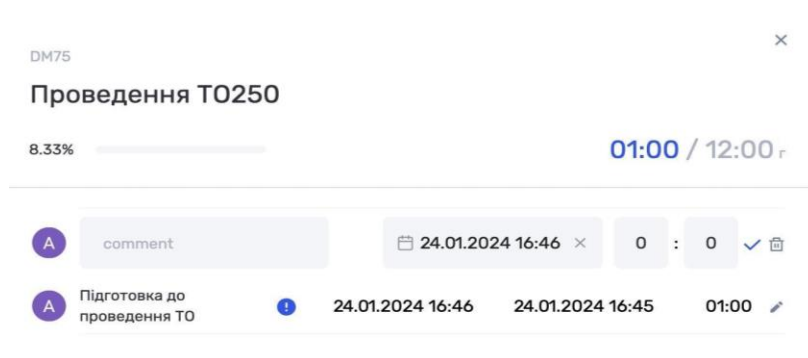 DM75
Проведення ТО250
8.33%
01:00 / 12:00 г
A comment 24.01.2024 16:46 0 : 0
A Підготовка до проведення ТО 24.01.2024 16:46 24.01.2024 16:45 01:00